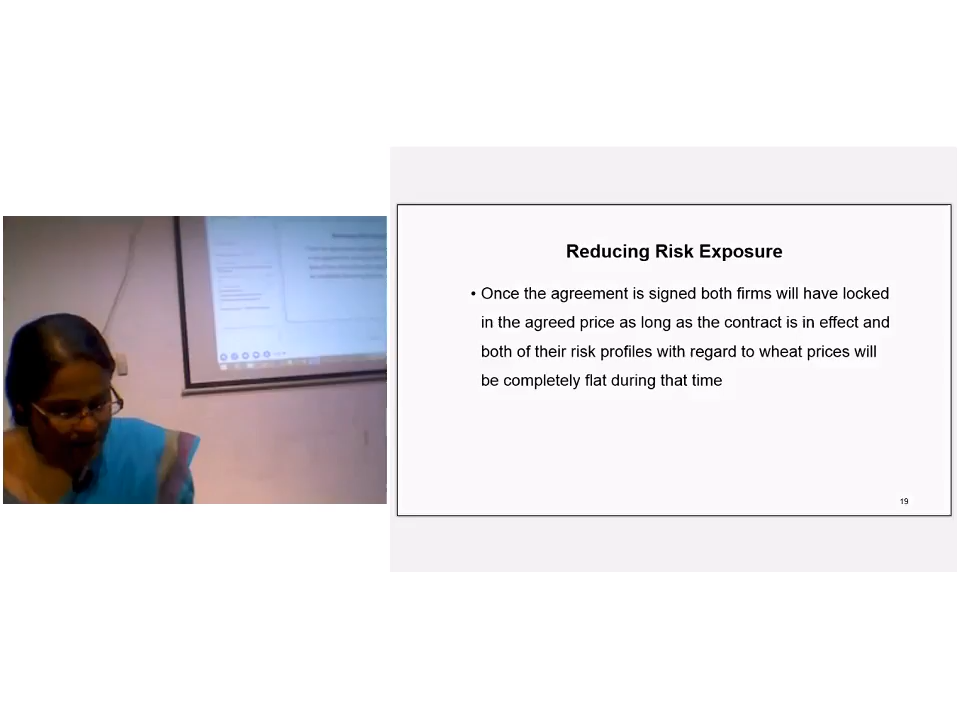 Reducing Risk Exposure
• Once the agreement is signed both firms will have locked
in the agreed price as long as the contract is in effect and
both of their risk profiles with regard to wheat prices will
be completely flat during that time
19